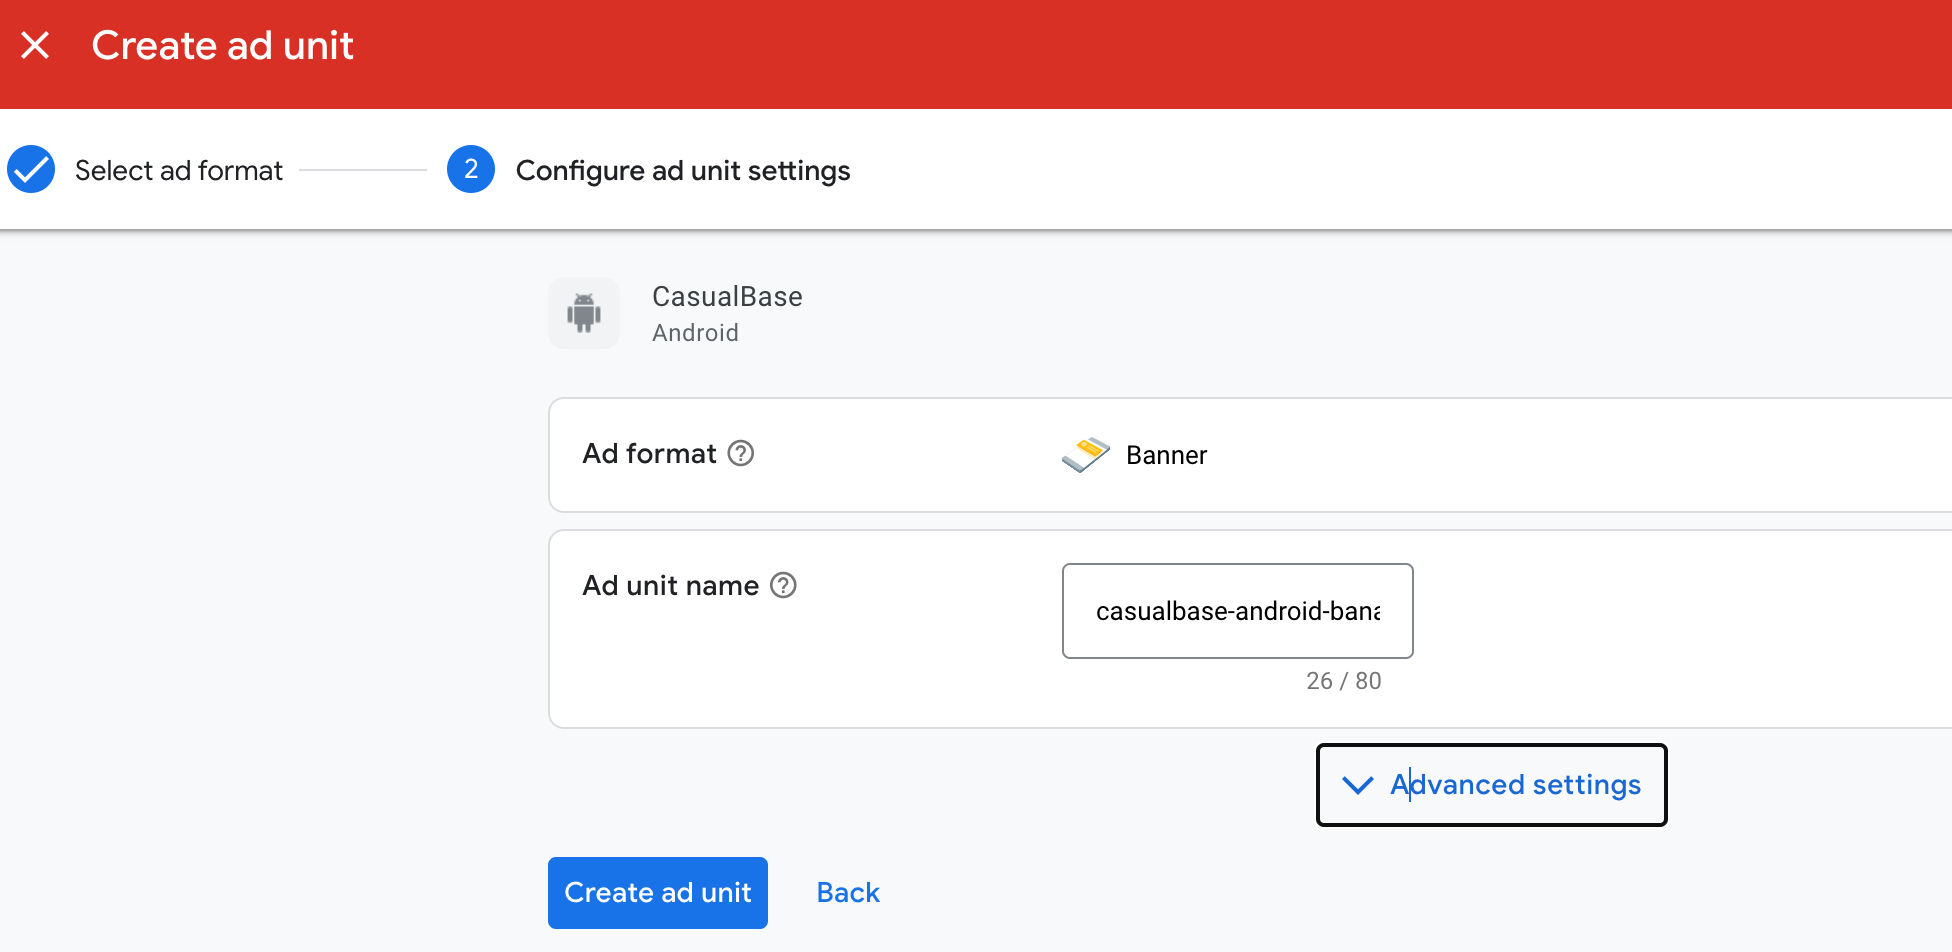 Create ad unit
Select ad format
2 Configure ad unit settings
CasualBase
Android
Ad format ? Banner
Ad unit name ?
casualbase-android-bana
26 / 80
Advanced settings
Create ad unit Back